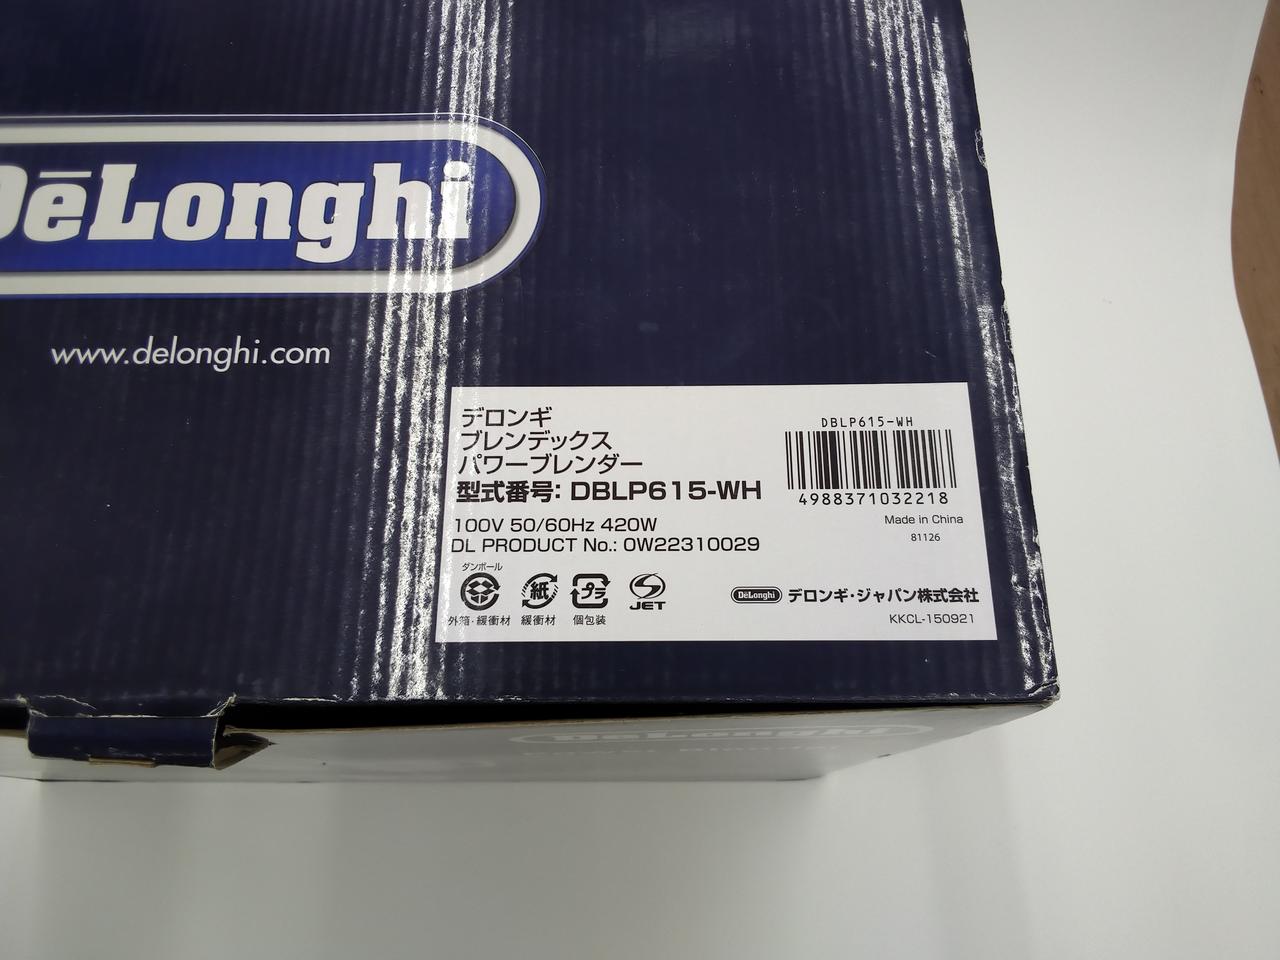 DēLonghi
www.delonghi.com
デロンギ
ブレンデックス
パワーブレンダー
型式番号: DBLP615-WH
100V 50/60Hz 420W
DL PRODUCT No.: 0W22310029
DBLP615-WH
4988371032218
Made in China
81126
ダンボール
外箱・緩衝材
紙
緩衝材
プラ
個包装
JET
DēLonghi デロンギ・ジャパン株式会社
KKCL-150921
DēLonghi